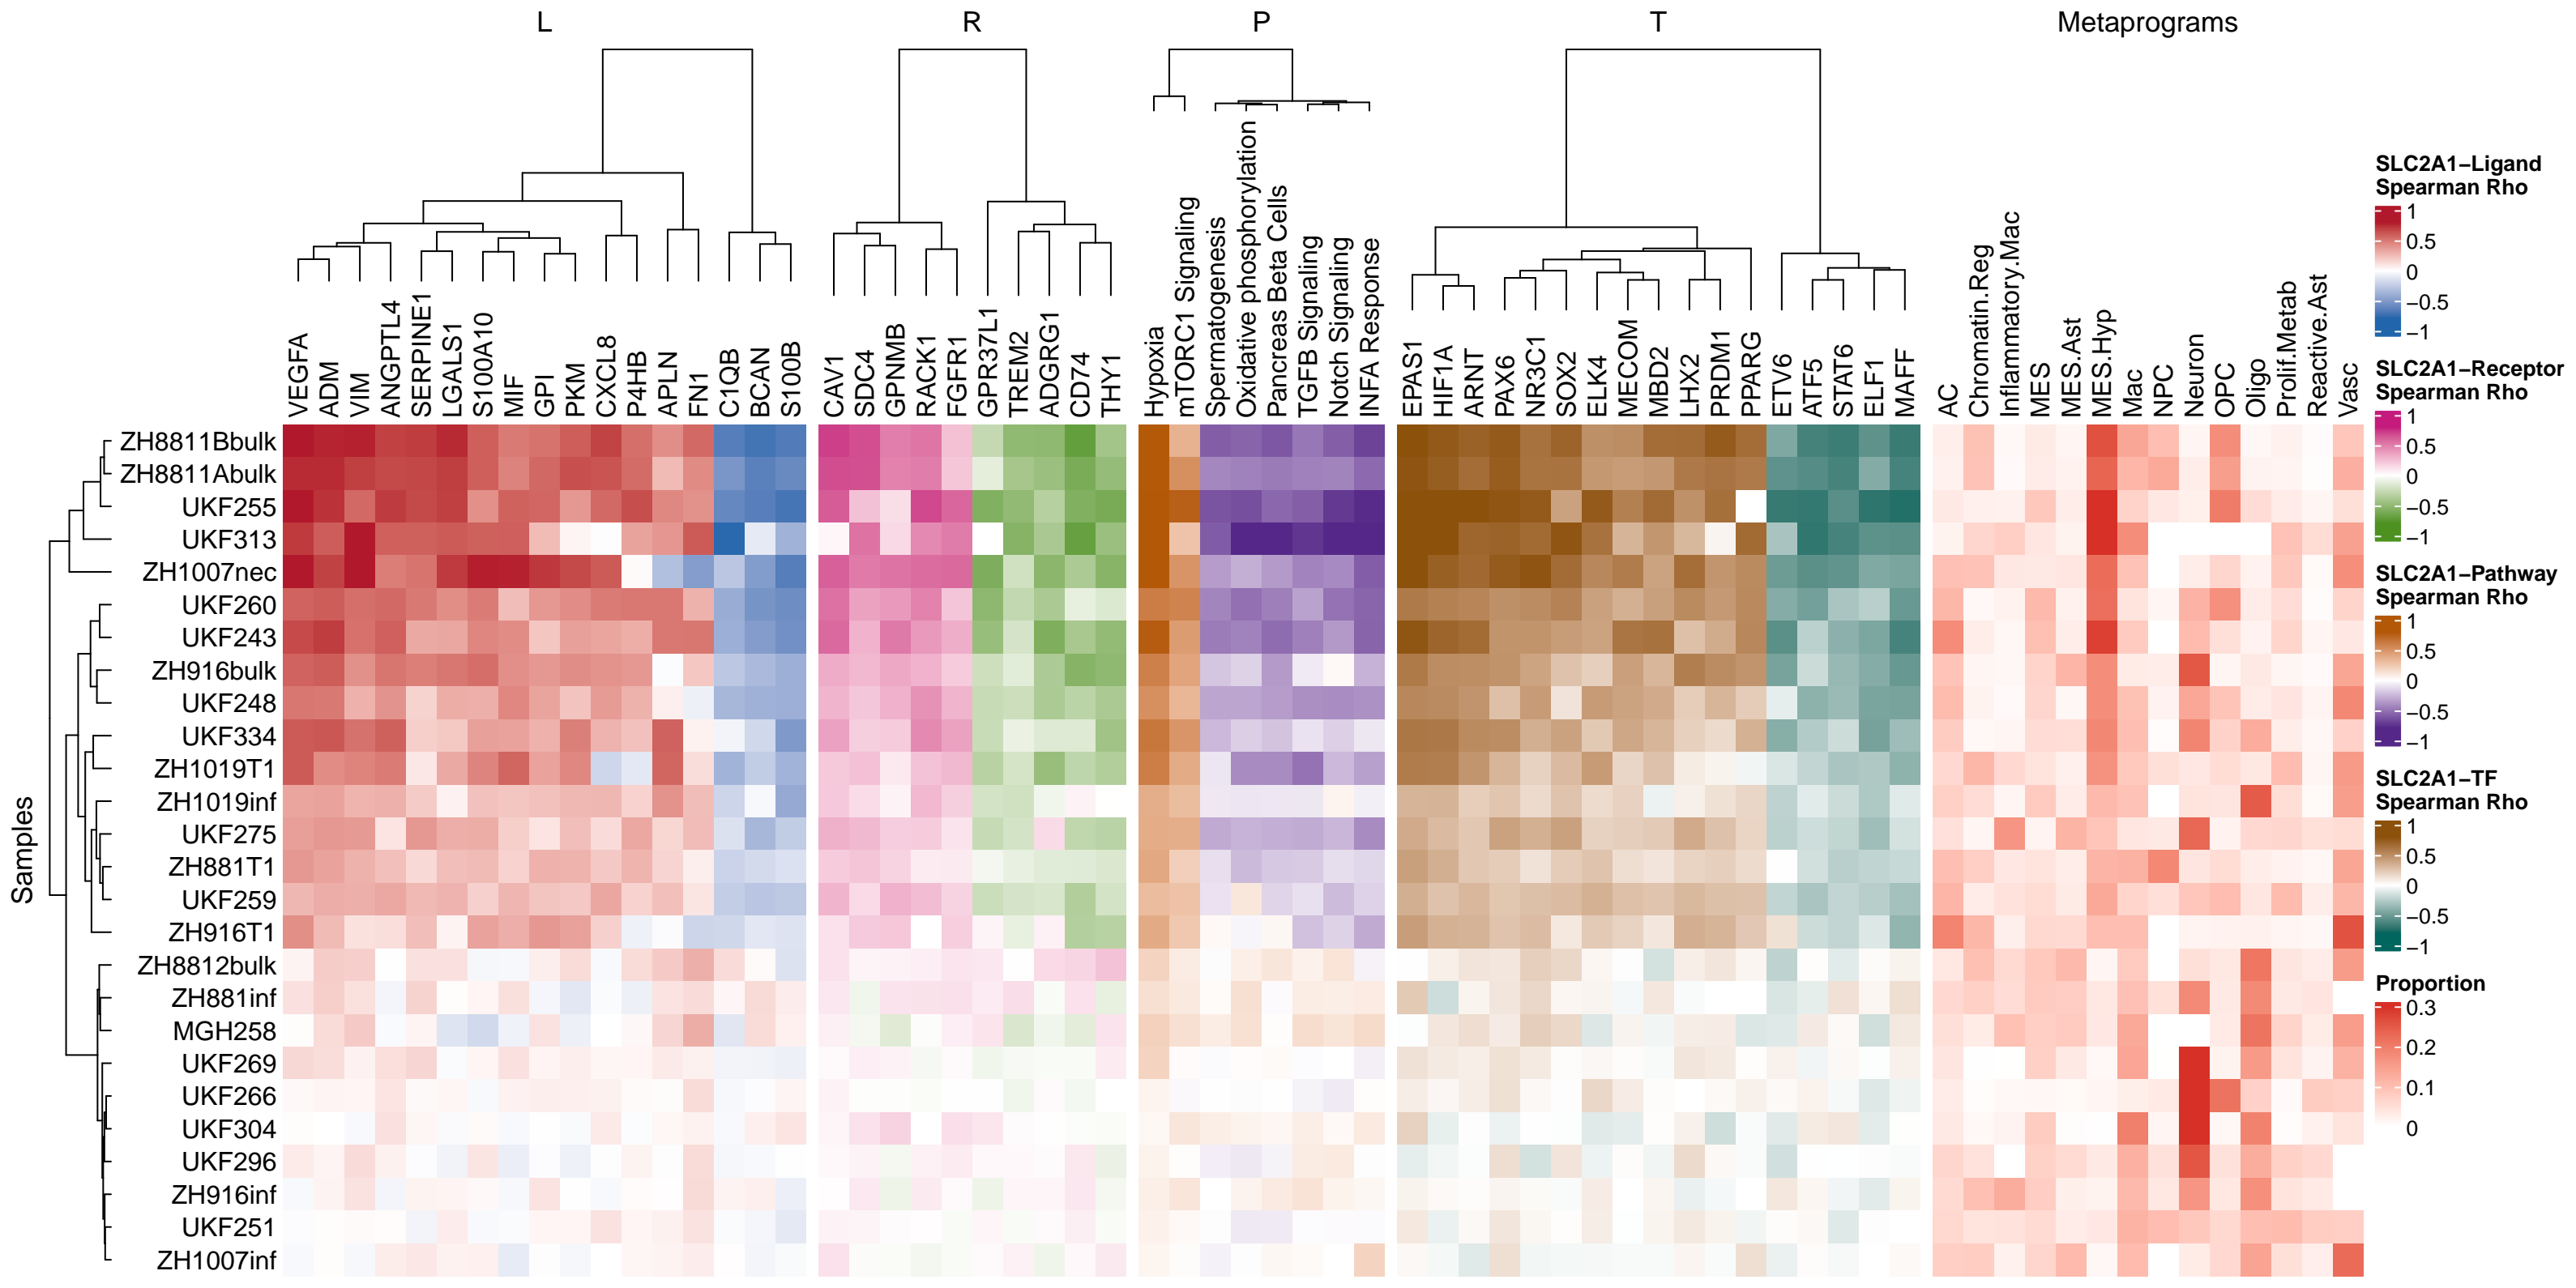 L
R
P
T
Metaprograms
VEGFA
ADM
VIM
ANGPTL4
SERPINE1
LGALS1
S100A10
MIF
GPI
PKM
CXCL8
P4HB
APLN
FN1
C1QB
BCAN
S100B
CAV1
SDC4
GPNMB
RACK1
FGFR1
GPR37L1
TREM2
ADGRG1
CD74
THY1
Hypoxia
mTORC1 Signaling
Spermatogenesis
Oxidative phosphorylation
Pancreas Beta Cells
TGFB Signaling
Notch Signaling
INFA Response
EPAS1
HIF1A
ARNT
PAX6
NR3C1
SOX2
ELK4
MECOM
MBD2
LHX2
PRDM1
PPARG
ETV6
ATF5
STAT6
ELF1
MAFF
AC
Chromatin.Reg
Inflammatory.Mac
MES
MES.Ast
MES.Hyp
Mac
NPC
Neuron
OPC
Oligo
Prolif.Metab
Reactive.Ast
Vasc
Samples
ZH8811Bbulk
ZH8811Abulk
UKF255
UKF313
ZH1007nec
UKF260
UKF243
ZH916bulk
UKF248
UKF334
ZH1019T1
ZH1019inf
UKF275
ZH881T1
UKF259
ZH916T1
ZH8812bulk
ZH881inf
MGH258
UKF269
UKF266
UKF304
UKF296
ZH916inf
UKF251
ZH1007inf
SLC2A1−Ligand
Spearman Rho
1
0.5
0
−0.5
−1
SLC2A1−Receptor
Spearman Rho
1
0.5
0
−0.5
−1
SLC2A1−Pathway
Spearman Rho
1
0.5
0
−0.5
−1
SLC2A1−TF
Spearman Rho
1
0.5
0
−0.5
−1
Proportion
0.3
0.2
0.1
0